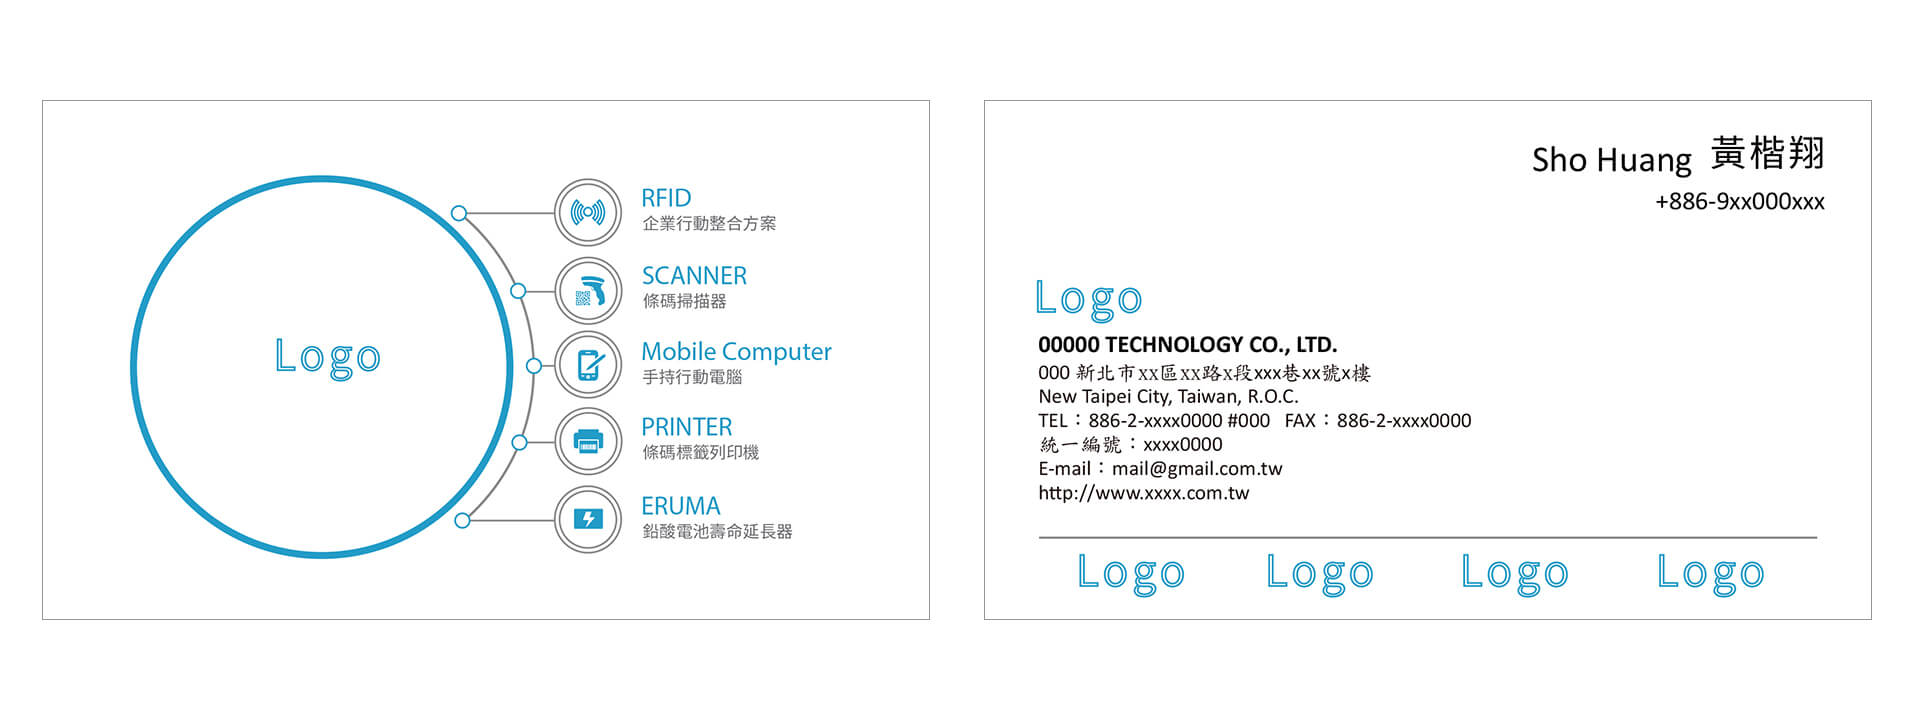 Logo
RFID
企業行動整合方案
SCANNER
條碼掃描器
Mobile Computer
手持行動電腦
PRINTER
條碼標籤列印機
ERUMA
鉛酸電池壽命延長器
Sho Huang 黃楷翔
+886-9xx000xxx
Logo
00000 TECHNOLOGY CO., LTD.
000 新北市xx區xx路x段xxx巷xx號x樓
New Taipei City, Taiwan, R.O.C.
TEL：886-2-xxxx0000 #000 FAX：886-2-xxxx0000
統一編號：xxxx0000
E-mail：mail@gmail.com.tw
http://www.xxxx.com.tw
Logo Logo Logo Logo